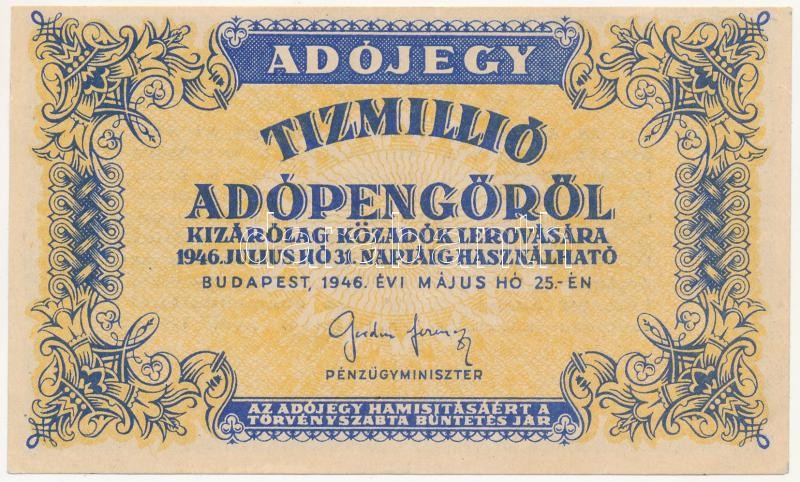 ADÓJEGY
TIZMILLIÓ
ADÓPENGŐRŐL
KIZÁRÓLAG KÖZADÓK LEROVÁSÁRA
1946. JULIUS HÓ 31. NAPJÁIG HASZNÁLHATÓ
BUDAPEST, 1946. ÉVI MÁJUS HÓ 25.-ÉN
PÉNZÜGYMINISZTER
AZ ADÓJEGY HAMISITÁSÁÉRT A
TÖRVÉNYSZABTA BÜNTETÉS JÁR